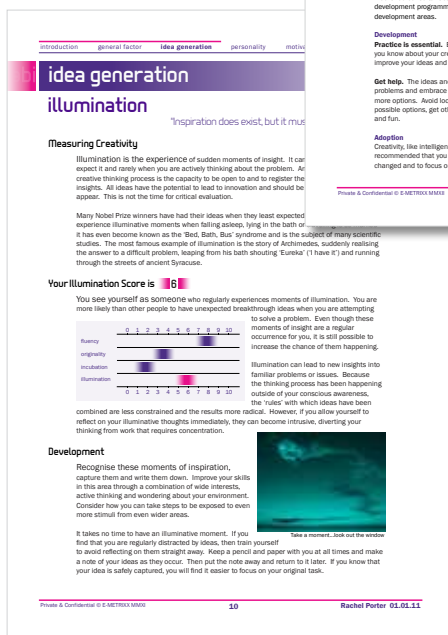 introduction general factor idea generation personality motiva
idea generation
illumination
"Inspiration does exist, but it mus
Measuring Creativity
Illumination is the experience of sudden moments of insight. It car
expect it and rarely when you are actively thinking about the problem. Ar
creative thinking process is the capacity to be open to and to register the
insights. All ideas have the potential to lead to innovation and should be
appear. This is not the time for critical evaluation.
Many Nobel Prize winners have had their ideas when they least expected
experience illuminative moments when falling asleep, lying in the bath or
it has even become known as the 'Bed, Bath, Bus' syndrome and is the subject of many scientific
studies. The most famous example of illumination is the story of Archimedes, suddenly realising
the answer to a difficult problem, leaping from his bath shouting 'Eureka' ('I have it') and running
through the streets of ancient Syracuse.
Your Illumination Score is 6
You see yourself as someone who regularly experiences moments of illumination. You are
more likely than other people to have unexpected breakthrough ideas when you are attempting
to solve a problem. Even though these
moments of insight are a regular
occurrence for you, it is still possible to
increase the chance of them happening.
0 1 2 3 4 5 6 7 8 9 10
fluency
originality
incubation
illumination
0 1 2 3 4 5 6 7 8 9 10
Illumination can lead to new insights into
familiar problems or issues. Because
the thinking process has been happening
outside of your conscious awareness,
the 'rules' with which ideas have been
combined are less constrained and the results more radical. However, if you allow yourself to
reflect on your illuminative thoughts immediately, they can become intrusive, diverting your
thinking from work that requires concentration.
Development
Recognise these moments of inspiration,
capture them and write them down. Improve your skills
in this area through a combination of wide interests,
active thinking and wondering about your environment.
Consider how you can take steps to be exposed to even
more stimuli from even wider areas.
Take a moment...look out the window
It takes no time to have an illuminative moment. If you
find that you are regularly distracted by ideas, then train yourself
to avoid reflecting on them straight away. Keep a pencil and paper with you at all times and make
a note of your ideas as they occur. Then put the note away and return to it later. If you know that
your idea is safely captured, you will find it easier to focus on your original task.
Private & Confidential © E-METRIXX MMXI 10 Rachel Porter 01.01.11
development programm
development areas.
Development
Practice is essential.
you know about your cre
improve your ideas and
Get help. The ideas and
problems and embrace
more options. Avoid loc
possible options, get oth
and fun.
Adoption
Creativity, like intelligen
recommended that you
changed and to focus o
Private & Confidential © E-METRIXX MMXII